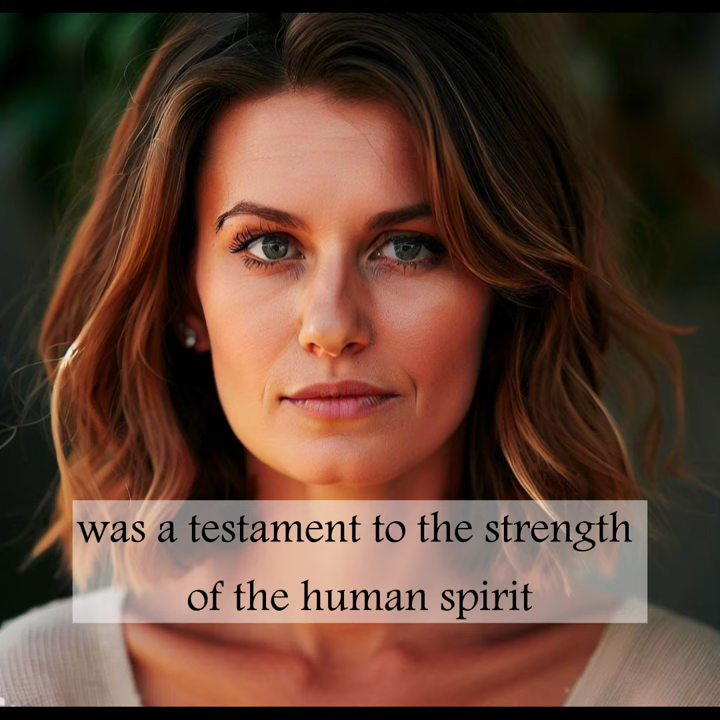 was a testament to the strength
of the human spirit